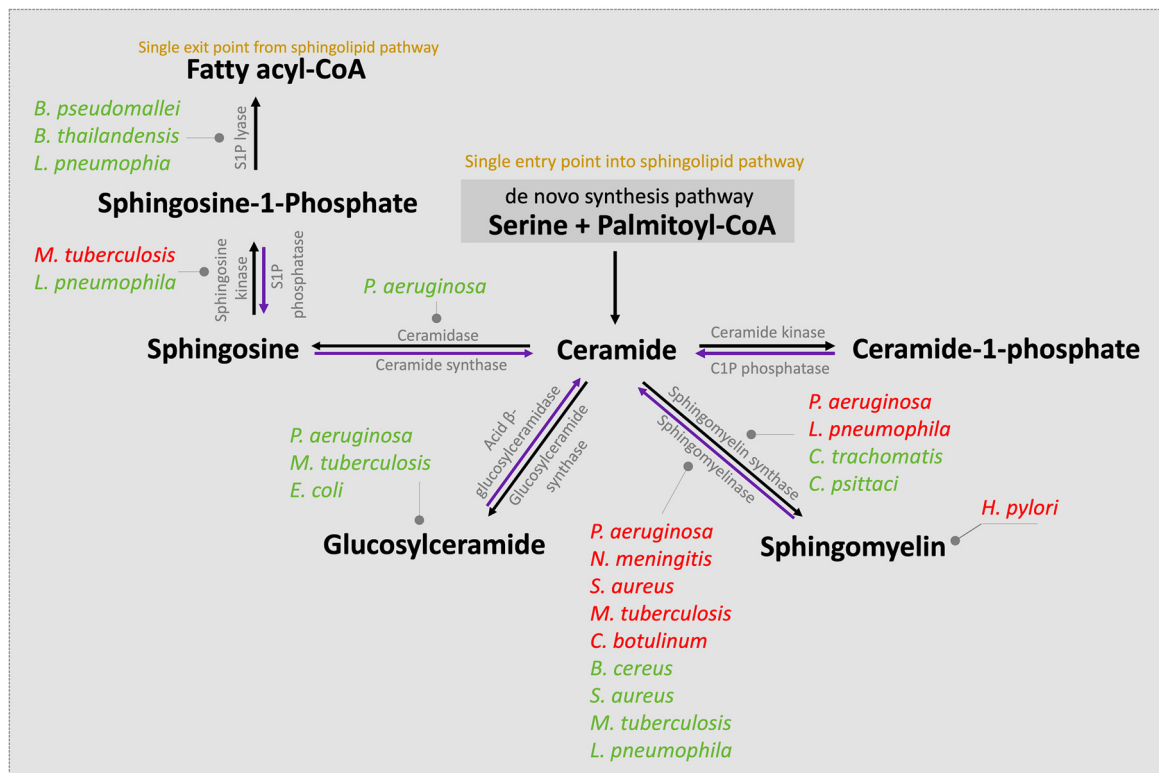 Single exit point from sphingolipid pathway
Fatty acyl-CoA
B. pseudomallei
B. thailandensis
L. pneumophia
S1P lyase
Single entry point into sphingolipid pathway
de novo synthesis pathway
Serine + Palmitoyl-CoA
Sphingosine-1-Phosphate
M. tuberculosis
L. pneumophila
Sphingosine
kinase
S1P
phosphatase
P. aeruginosa
Ceramidase
Ceramide synthase
Sphingosine
Ceramide
Ceramide kinase
C1P phosphatase
Ceramide-1-phosphate
Acid β-
glucosylceramidase
Glucosylceramide
synthase
Sphingomyelin synthase
Sphingomyelinase
P. aeruginosa
L. pneumophila
C. trachomatis
C. psittaci
P. aeruginosa
M. tuberculosis
E. coli
Glucosylceramide
H. pylori
Sphingomyelin
P. aeruginosa
N. meningitis
S. aureus
M. tuberculosis
C. botulinum
B. cereus
S. aureus
M. tuberculosis
L. pneumophila